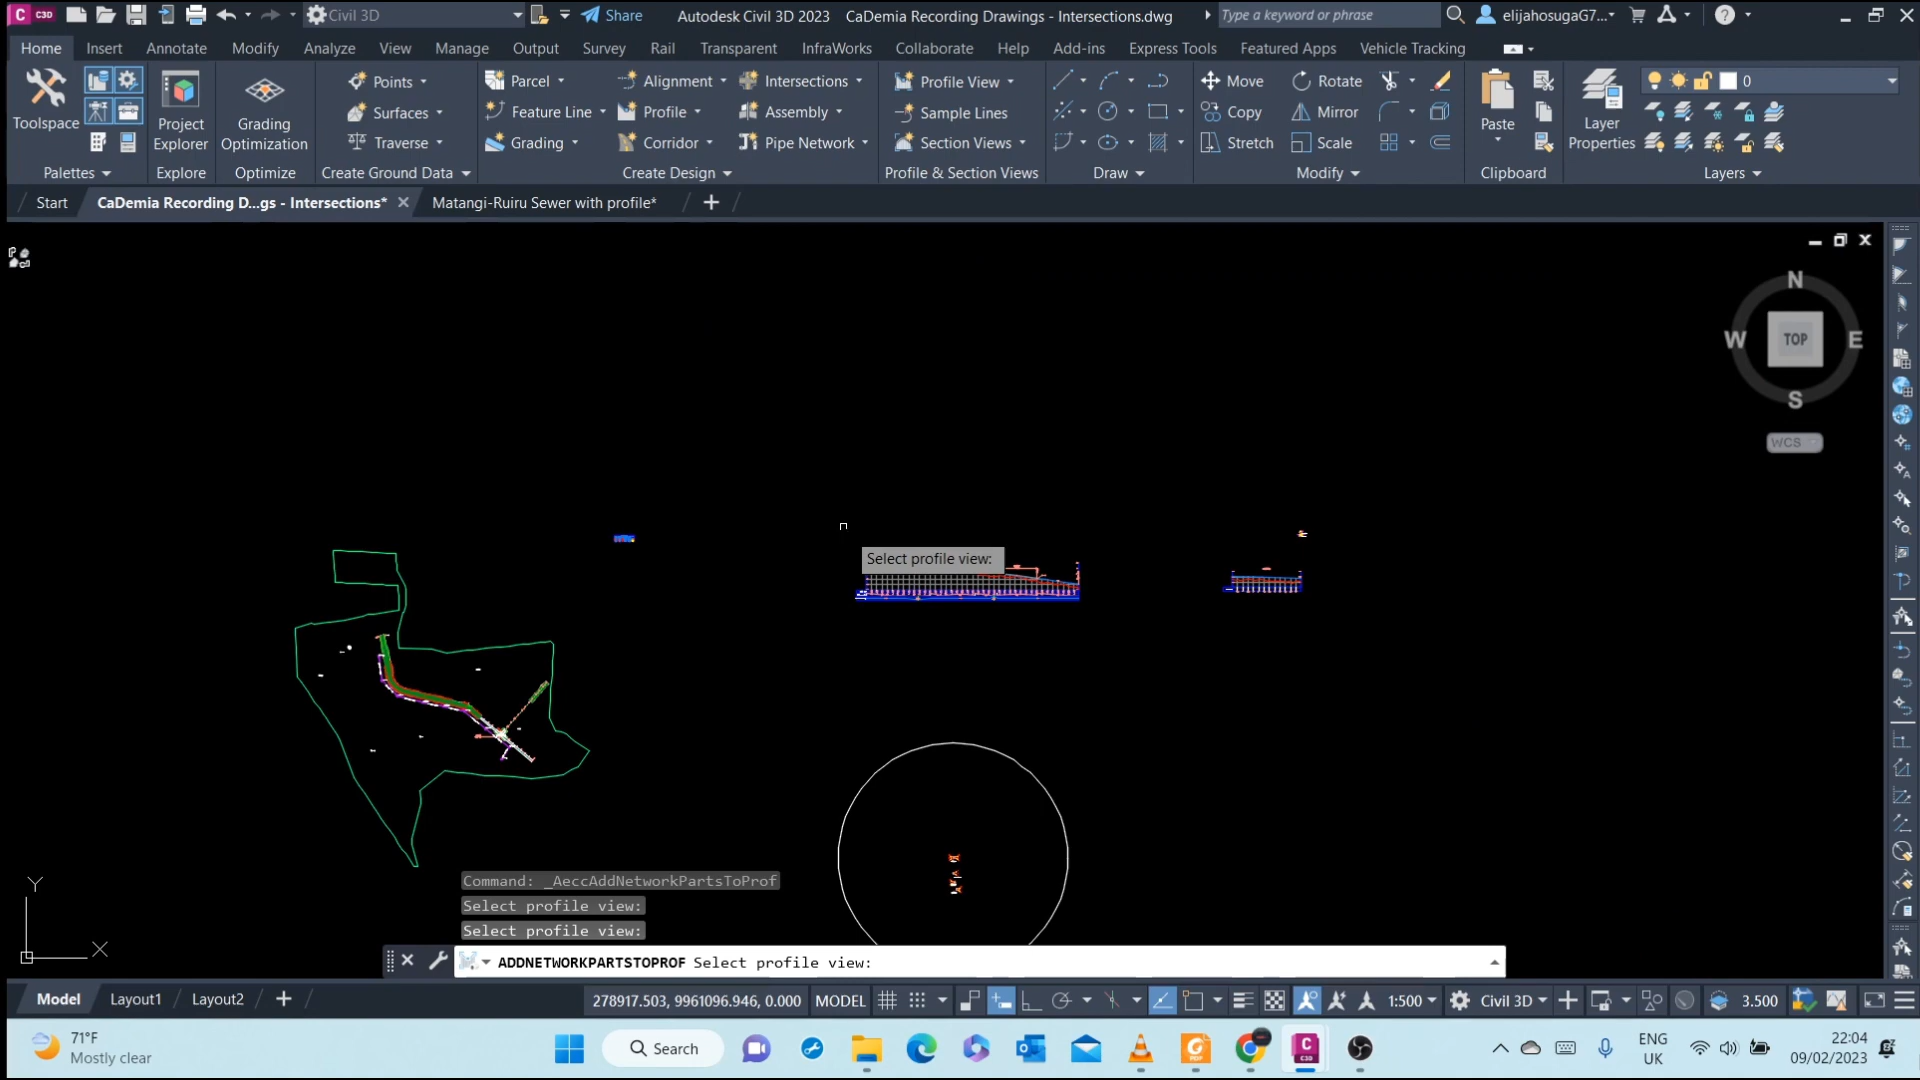 C3D
Civil 3D
Share
Autodesk Civil 3D 2023
CaDemia Recording Drawings - Intersections.dwg
Type a keyword or phrase
elijahosugaG7...
Home
Insert
Annotate
Modify
Analyze
View
Manage
Output
Survey
Rail
Transparent
InfraWorks
Collaborate
Help
Add-ins
Express Tools
Featured Apps
Vehicle Tracking
Toolspace
Project
Explorer
Grading
Optimization
Points
Surfaces
Traverse
Parcel
Feature Line
Grading
Alignment
Profile
Corridor
Intersections
Assembly
Pipe Network
Profile View
Sample Lines
Section Views
Move
Copy
Stretch
Rotate
Mirror
Scale
Paste
Layer
Properties
0
Palettes
Explore
Optimize
Create Ground Data
Create Design
Profile & Section Views
Draw
Modify
Clipboard
Layers
Start
CaDemia Recording D...gs - Intersections*
Matangi-Ruiru Sewer with profile*
N
W
TOP
E
S
WCS
Select profile view:
Y
X
Command: _AeccAddNetworkPartsToProf
Select profile view:
Select profile view:
ADDNETWORKPARTSTOPROF Select profile view:
Model
Layout1
Layout2
278917.503, 9961096.946, 0.000
MODEL
1:500
Civil 3D
3.500
71°F
Mostly clear
Search
ENG
UK
22:04
09/02/2023